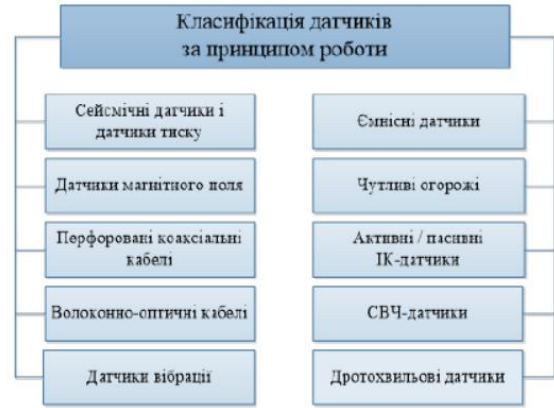 Класифікація датчиків
за принципом роботи
Сейсмічні датчики і
датчики тиску
Датчики магнітного поля
Перфоровані коаксіальні
кабелі
Волоконно-оптичні кабелі
Датчики вібрації
Ємнісні датчики
Чутливі огорожі
Активні / пасивні
ІК-датчики
СВЧ-датчики
Дротохвильові датчики